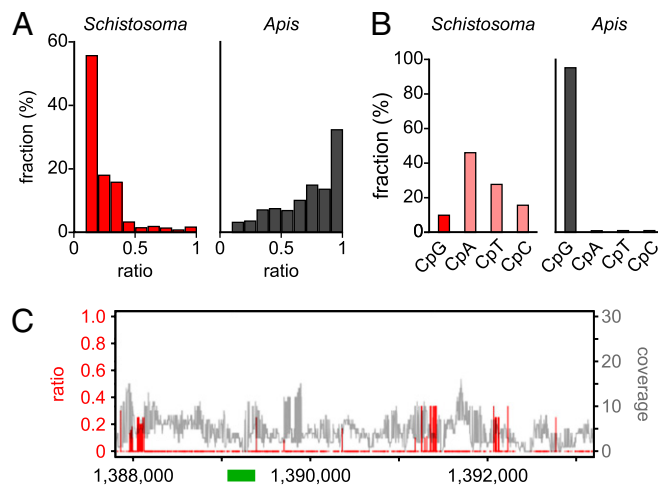 A
Schistosoma
Apis
60
40
20
0
fraction (%)
0 0.5 1
0 0.5 1
ratio
ratio
B
Schistosoma
Apis
100
80
60
40
20
0
fraction (%)
CpG CpA CpT CpC
CpG CpA CpT CpC
C
1.0
0.8
0.6
0.4
0.2
0
ratio
30
20
10
0
coverage
1,388,000 1,390,000 1,392,000